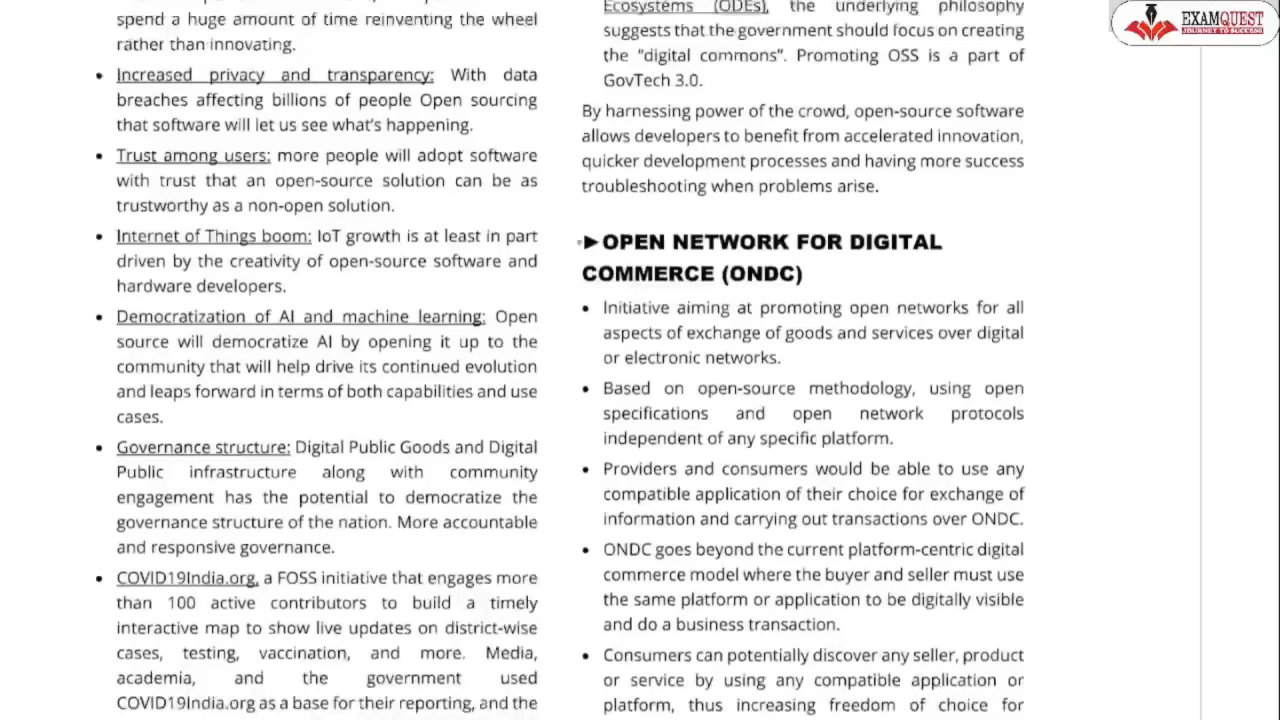 spend a huge amount of time reinventing the wheel
rather than innovating.
• Increased privacy and transparency: With data
breaches affecting billions of people Open sourcing
that software will let us see what's happening.
• Trust among users: more people will adopt software
with trust that an open-source solution can be as
trustworthy as a non-open solution.
• Internet of Things boom: IoT growth is at least in part
driven by the creativity of open-source software and
hardware developers.
• Democratization of AI and machine learning: Open
source will democratize AI by opening it up to the
community that will help drive its continued evolution
and leaps forward in terms of both capabilities and use
cases.
• Governance structure: Digital Public Goods and Digital
Public infrastructure along with community
engagement has the potential to democratize the
governance structure of the nation. More accountable
and responsive governance.
• COVID19India.org, a FOSS initiative that engages more
than 100 active contributors to build a timely
interactive map to show live updates on district-wise
cases, testing, vaccination, and more. Media,
academia, and the government used
COVID19India.org as a base for their reporting, and the
Ecosystems (ODEs), the underlying philosophy
suggests that the government should focus on creating
the "digital commons". Promoting OSS is a part of
GovTech 3.0.
By harnessing power of the crowd, open-source software
allows developers to benefit from accelerated innovation,
quicker development processes and having more success
troubleshooting when problems arise.
►OPEN NETWORK FOR DIGITAL
COMMERCE (ONDC)
• Initiative aiming at promoting open networks for all
aspects of exchange of goods and services over digital
or electronic networks.
• Based on open-source methodology, using open
specifications and open network protocols
independent of any specific platform.
• Providers and consumers would be able to use any
compatible application of their choice for exchange of
information and carrying out transactions over ONDC.
• ONDC goes beyond the current platform-centric digital
commerce model where the buyer and seller must use
the same platform or application to be digitally visible
and do a business transaction.
• Consumers can potentially discover any seller, product
or service by using any compatible application or
platform, thus increasing freedom of choice for
EXAMQUEST
JOURNEY TO SUCCESS